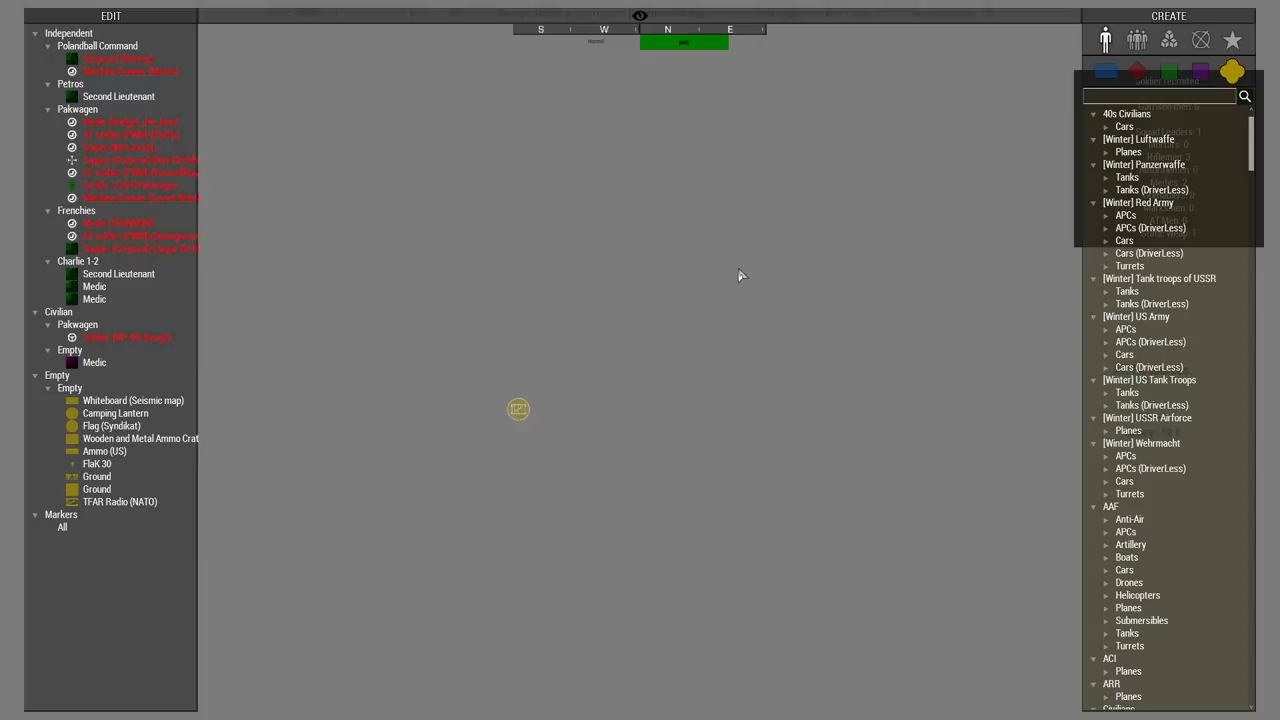 EDIT
Independent
Polandball Command
Petros
Second Lieutenant
Pakwagen
Frenchies
Charlie 1-2
Second Lieutenant
Medic
Medic
Civilian
Pakwagen
Empty
Medic
Empty
Empty
Whiteboard (Seismic map)
Camping Lantern
Flag (Syndikat)
Wooden and Metal Ammo Crat
Ammo (US)
FlaK 30
Ground
Ground
TFAR Radio (NATO)
Markers
All
S W N E
CREATE
40s Civilians
Cars
[Winter] Luftwaffe
Planes
[Winter] Panzerwaffe
Tanks
Tanks (DriverLess)
[Winter] Red Army
APCs
APCs (DriverLess)
Cars
Cars (DriverLess)
Turrets
[Winter] Tank troops of USSR
Tanks
Tanks (DriverLess)
[Winter] US Army
APCs
APCs (DriverLess)
Cars
Cars (DriverLess)
[Winter] US Tank Troops
Tanks
Tanks (DriverLess)
[Winter] USSR Airforce
Planes
[Winter] Wehrmacht
APCs
APCs (DriverLess)
Cars
Turrets
AAF
Anti-Air
APCs
Artillery
Boats
Cars
Drones
Helicopters
Planes
Submersibles
Tanks
Turrets
ACI
Planes
ARR
Planes
Civilians